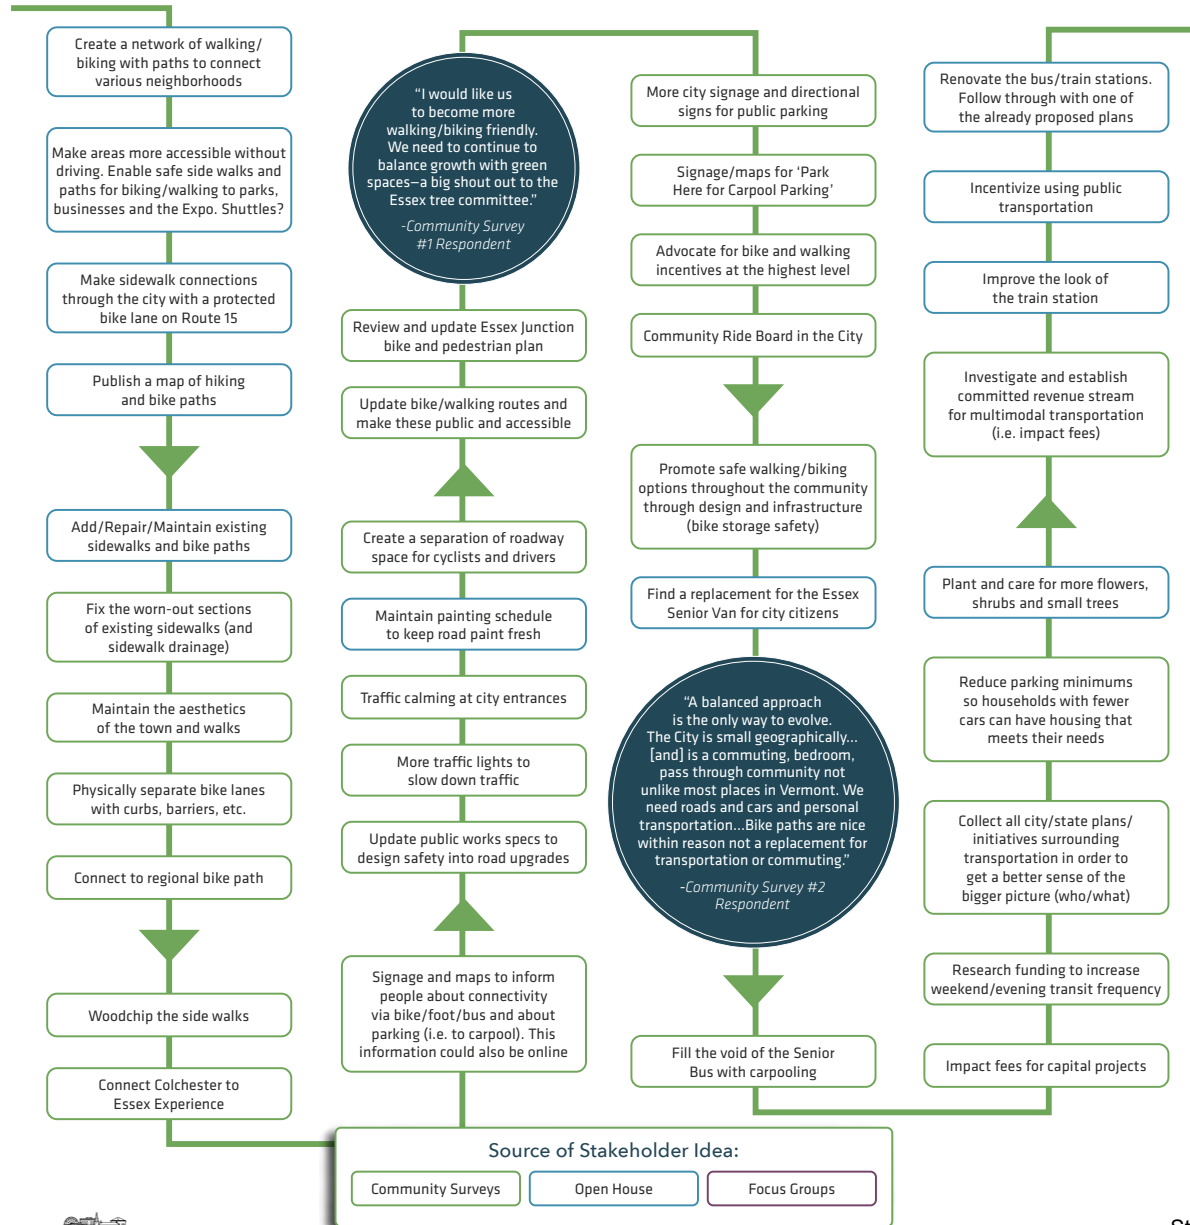 Create a network of walking/
biking with paths to connect
various neighborhoods
Make areas more accessible without
driving. Enable safe side walks and
paths for biking/walking to parks,
businesses and the Expo. Shuttles?
Make sidewalk connections
through the city with a protected
bike lane on Route 15
Publish a map of hiking
and bike paths
Add/Repair/Maintain existing
sidewalks and bike paths
Fix the worn-out sections
of existing sidewalks (and
sidewalk drainage)
Maintain the aesthetics
of the town and walks
Physically separate bike lanes
with curbs, barriers, etc.
Connect to regional bike path
Woodchip the side walks
Connect Colchester to
Essex Experience
“I would like us
to become more
walking/biking friendly.
We need to continue to
balance growth with green
spaces—a big shout out to the
Essex tree committee.”
-Community Survey
#1 Respondent
Review and update Essex Junction
bike and pedestrian plan
Update bike/walking routes and
make these public and accessible
Create a separation of roadway
space for cyclists and drivers
Maintain painting schedule
to keep road paint fresh
Traffic calming at city entrances
More traffic lights to
slow down traffic
Update public works specs to
design safety into road upgrades
Signage and maps to inform
people about connectivity
via bike/foot/bus and about
parking (i.e. to carpool). This
information could also be online
More city signage and directional
signs for public parking
Signage/maps for ‘Park
Here for Carpool Parking’
Advocate for bike and walking
incentives at the highest level
Community Ride Board in the City
Promote safe walking/biking
options throughout the community
through design and infrastructure
(bike storage safety)
Find a replacement for the Essex
Senior Van for city citizens
“A balanced approach
is the only way to evolve.
The City is small geographically...
[and] is a commuting, bedroom,
pass through community not
unlike most places in Vermont. We
need roads and cars and personal
transportation...Bike paths are nice
within reason not a replacement for
transportation or commuting.”
-Community Survey #2
Respondent
Fill the void of the Senior
Bus with carpooling
Renovate the bus/train stations.
Follow through with one of
the already proposed plans
Incentivize using public
transportation
Improve the look of
the train station
Investigate and establish
committed revenue stream
for multimodal transportation
(i.e. impact fees)
Plant and care for more flowers,
shrubs and small trees
Reduce parking minimums
so households with fewer
cars can have housing that
meets their needs
Collect all city/state plans/
initiatives surrounding
transportation in order to
get a better sense of the
bigger picture (who/what)
Research funding to increase
weekend/evening transit frequency
Impact fees for capital projects
Source of Stakeholder Idea:
Community Surveys
Open House
Focus Groups